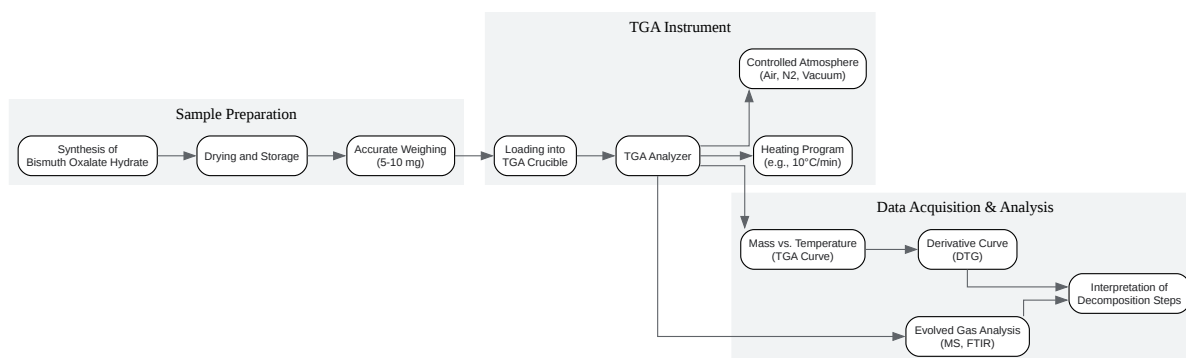 Sample Preparation
Synthesis of
Bismuth Oxalate Hydrate
Drying and Storage
Accurate Weighing
(5-10 mg)
TGA Instrument
Loading into
TGA Crucible
TGA Analyzer
Controlled Atmosphere
(Air, N2, Vacuum)
Heating Program
(e.g., 10°C/min)
Data Acquisition & Analysis
Mass vs. Temperature
(TGA Curve)
Derivative Curve
(DTG)
Evolved Gas Analysis
(MS, FTIR)
Interpretation of
Decomposition Steps